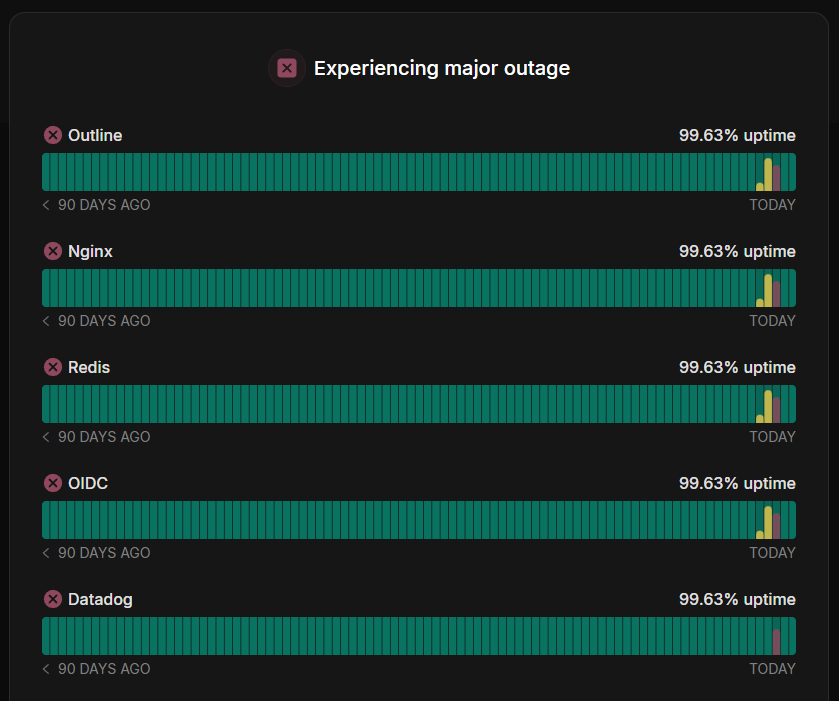 Experiencing major outage
Outline 99.63% uptime
< 90 DAYS AGO TODAY
Nginx 99.63% uptime
< 90 DAYS AGO TODAY
Redis 99.63% uptime
< 90 DAYS AGO TODAY
OIDC 99.63% uptime
< 90 DAYS AGO TODAY
Datadog 99.63% uptime
< 90 DAYS AGO TODAY